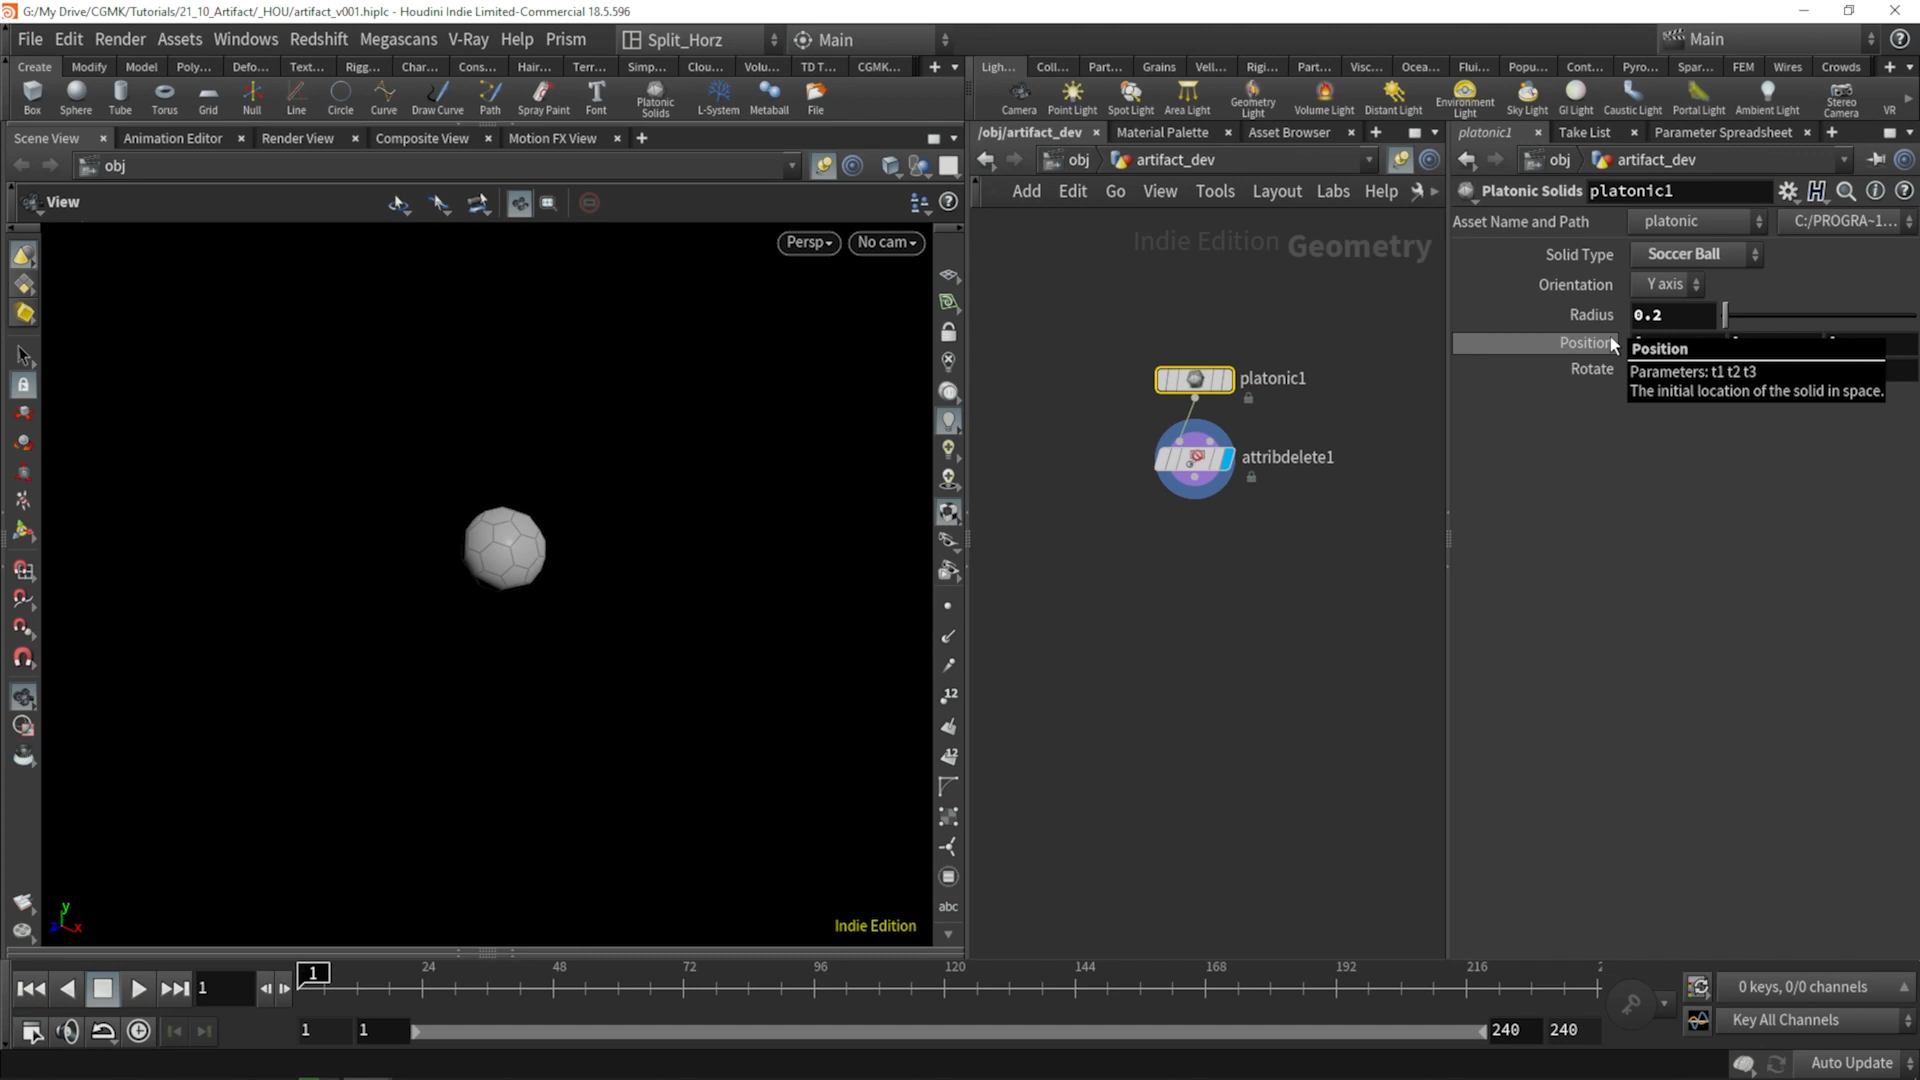 G:/My Drive/CGMK/Tutorials/21_10_Artifact/_HOU/artifact_v001.hiplc - Houdini Indie Limited-Commercial 18.5.596
File Edit Render Assets Windows Redshift Megascans V-Ray Help Prism Split_Horz Main Main
Create Modify Model Poly... Defo... Text... Rigg... Char... Cons... Hair... Terr... Simp... Clou... Volu... TD T... CGMK...
Ligh... Coll... Part... Grains Vell... Rigi... Part... Visc... Ocea... Flui... Popu... Cont... Pyro... Spar... FEM Wires Crowds
Box Sphere Tube Torus Grid Null Line Circle Curve Draw Curve Path Spray Paint Font Platonic Solids L-System Metaball File
Camera Point Light Spot Light Area Light Geometry Light Volume Light Distant Light Environment Light Sky Light GI Light Caustic Light Portal Light Ambient Light Stereo Camera VR
Scene View Animation Editor Render View Composite View Motion FX View
/obj/artifact_dev Material Palette Asset Browser
platonic1 Take List Parameter Spreadsheet
obj
obj artifact_dev
obj artifact_dev
View
Add Edit Go View Tools Layout Labs Help
Platonic Solids platonic1
Asset Name and Path platonic C:/PROGRA~1...
Persp No cam
Indie Edition Geometry
Solid Type Soccer Ball
Orientation Y axis
Radius 0.2
Position
Rotate
Position
Parameters: t1 t2 t3
The initial location of the solid in space.
platonic1
attribdelete1
12
12
abc
y
z x
Indie Edition
1 1 24 48 72 96 120 144 168 192 216 2
0 keys, 0/0 channels
1 1 240 240
Key All Channels
Auto Update